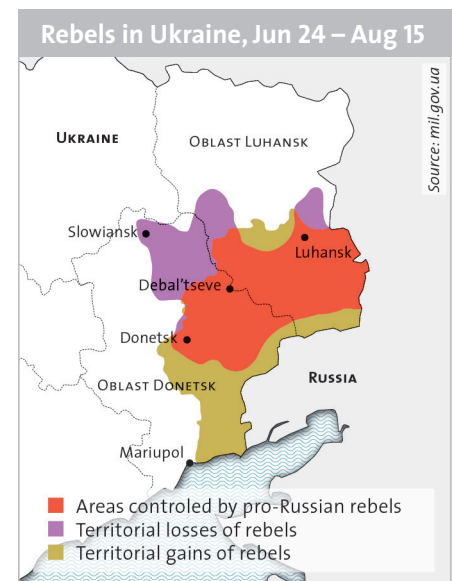 Rebels in Ukraine, Jun 24 – Aug 15
Source: mil.gov.ua
UKRAINE
OBLAST LUHANSK
Slowiansk
Luhansk
Debal'tseve
Donetsk
OBLAST DONETSK
RUSSIA
Mariupol
Areas controled by pro-Russian rebels
Territorial losses of rebels
Territorial gains of rebels